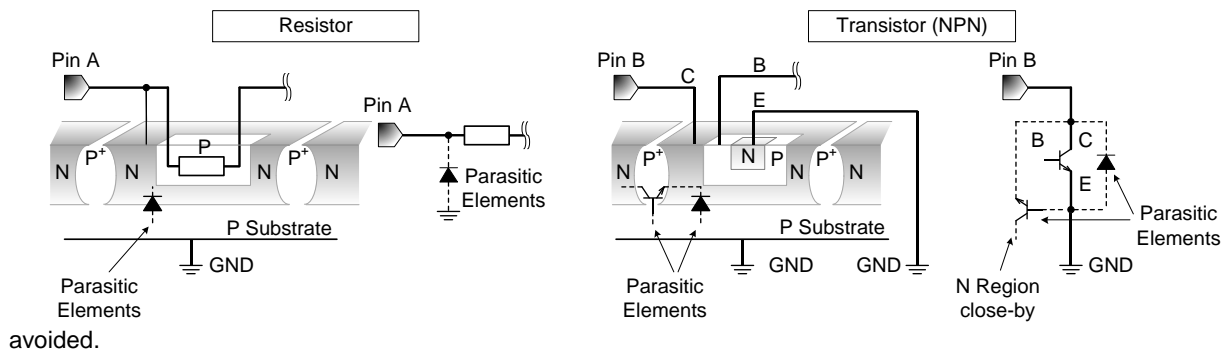 Resistor
Transistor (NPN)
Pin A
Pin B
C
B
E
Pin B
Pin A
N
P+
N
P
N
P+
N
Parasitic
Elements
P Substrate
GND
Parasitic
Elements
N
P+
N
N
P
P+
N
P Substrate
GND
GND
Parasitic
Elements
B
C
E
Parasitic
Elements
GND
N Region
close-by
avoided.